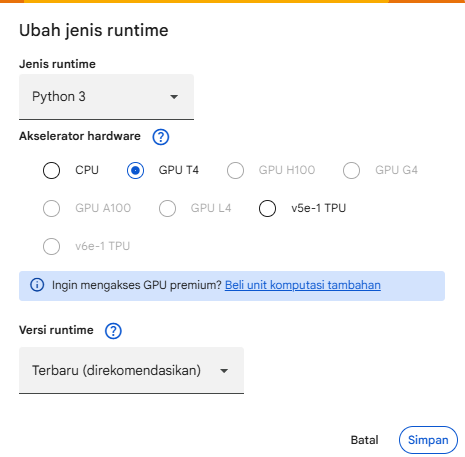 Ubah jenis runtime
Jenis runtime
Python 3
Akselerator hardware
CPU GPU T4 GPU H100 GPU G4
GPU A100 GPU L4 v5e-1 TPU
v6e-1 TPU
Ingin mengakses GPU premium? Beli unit komputasi tambahan
Versi runtime
Terbaru (direkomendasikan)
Batal Simpan